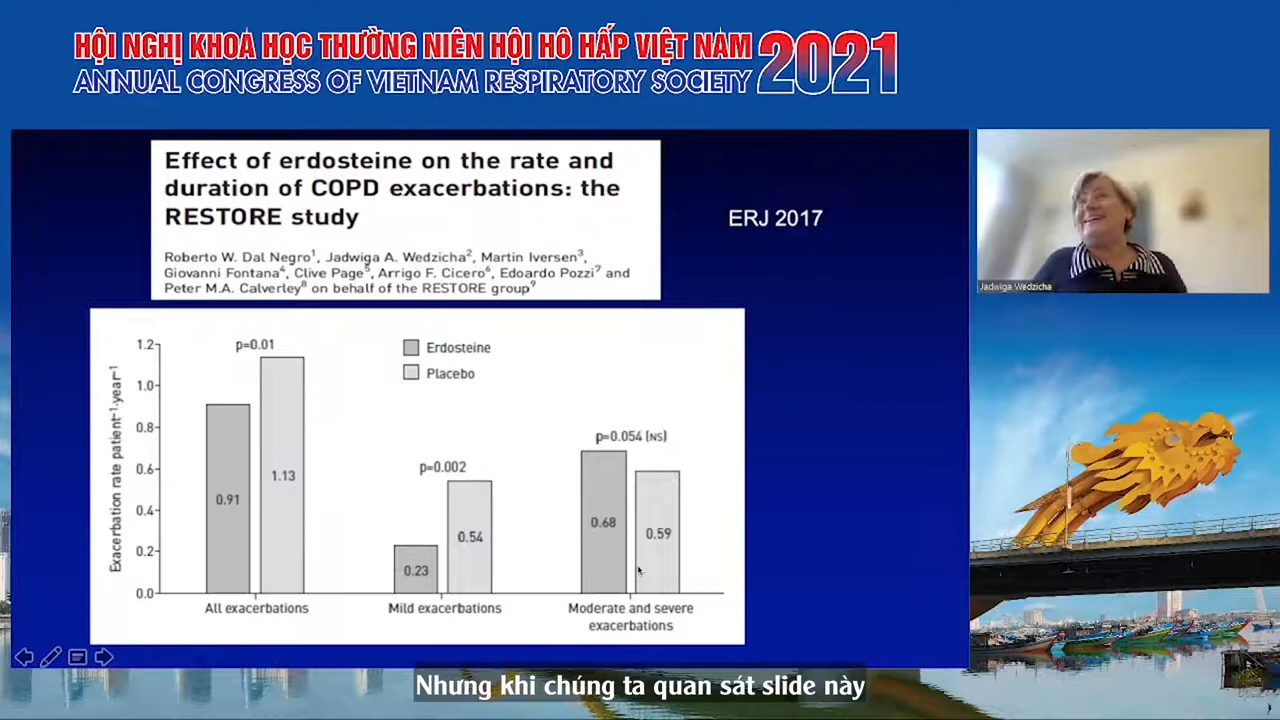 HỘI NGHỊ KHOA HỌC THƯỜNG NIÊN HỘI HÔ HẤP VIỆT NAM 2021
ANNUAL CONGRESS OF VIETNAM RESPIRATORY SOCIETY
Effect of erdosteine on the rate and
duration of COPD exacerbations: the
RESTORE study
ERJ 2017
Roberto W. Dal Negro1, Jadwiga A. Wedzicha2, Martin Iversen3,
Giovanni Fontana4, Clive Page5, Arrigo F. Cicero6, Edoardo Pozzi7 and
Peter M.A. Calverley8 on behalf of the RESTORE group9
Jadwiga Wedzicha
Exacerbation rate patient-1·year-1
1.2
1.0
0.8
0.6
0.4
0.2
0.0
p=0.01
0.91
1.13
All exacerbations
p=0.002
0.23
0.54
Mild exacerbations
Erdosteine
Placebo
p=0.054 (NS)
0.68
0.59
Moderate and severe
exacerbations
Nhưng khi chúng ta quan sát slide này